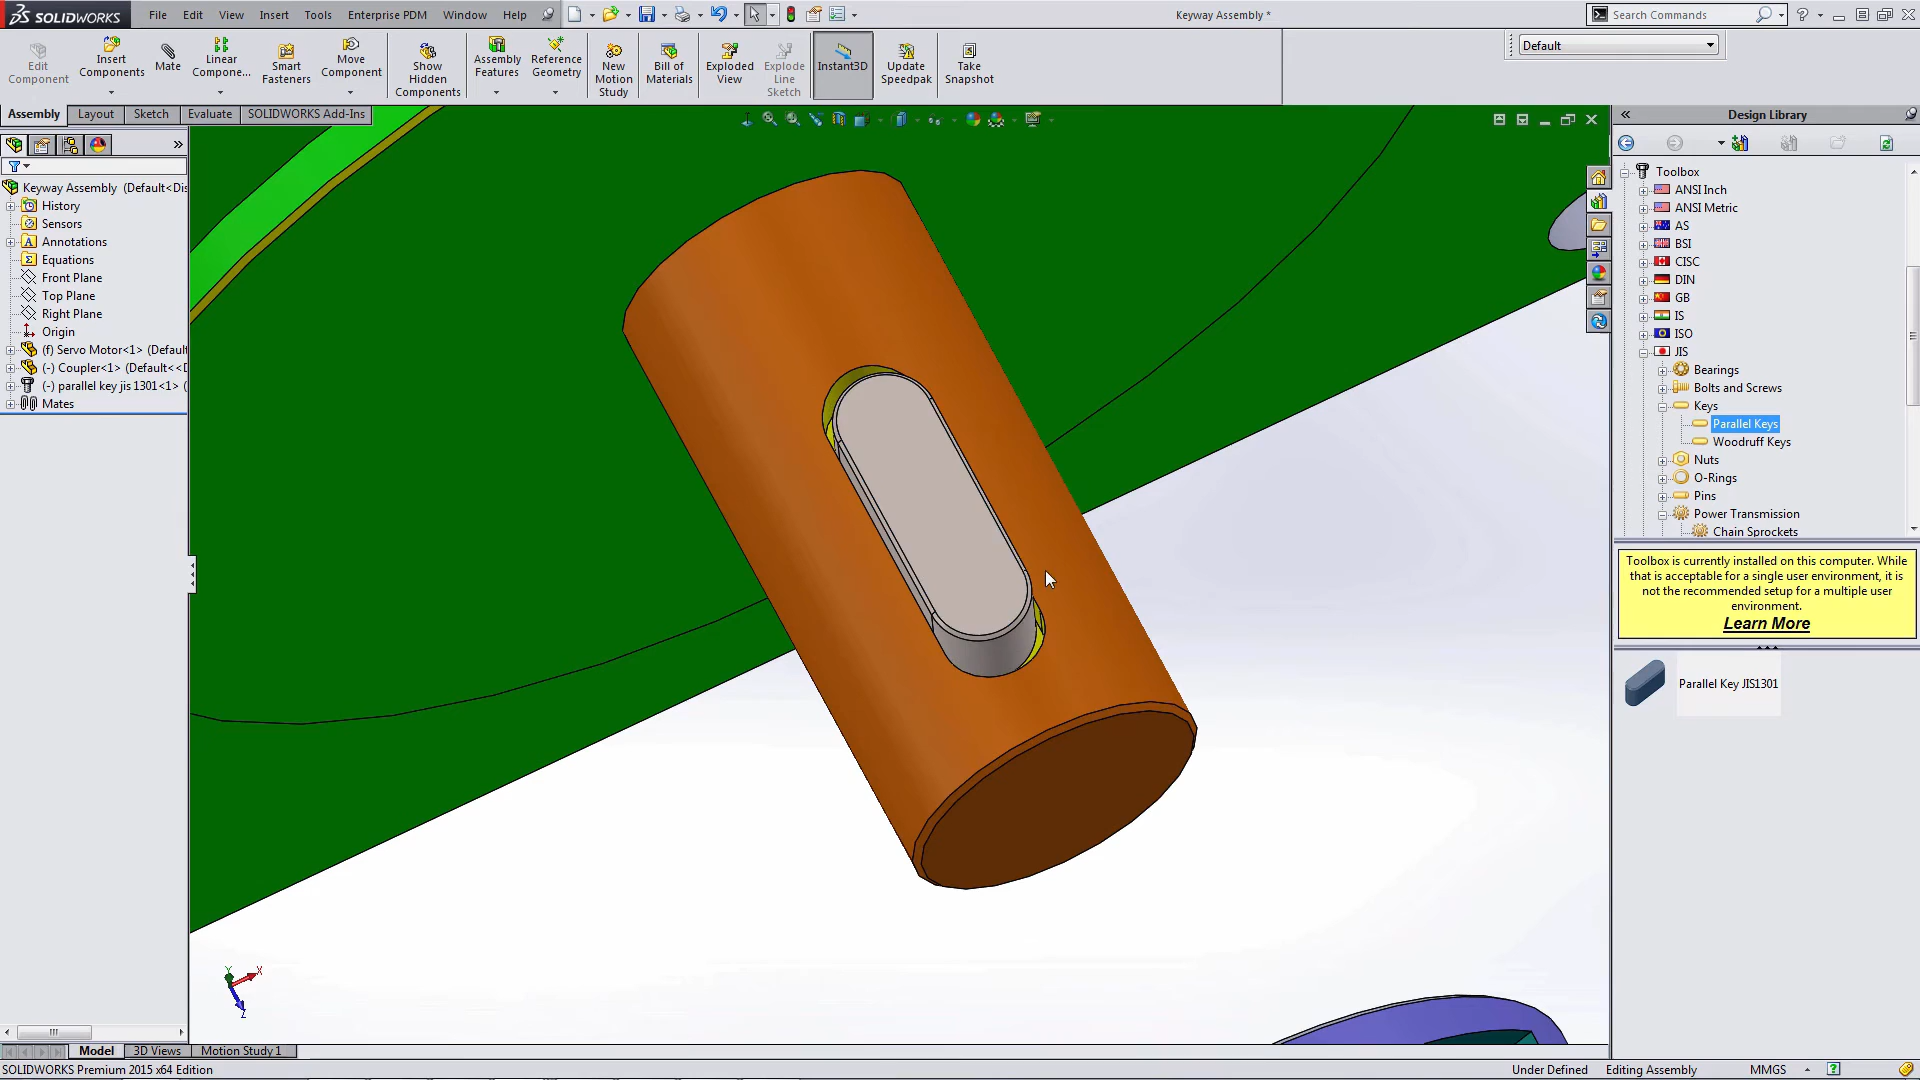 SOLIDWORKS
File Edit View Insert Tools Enterprise PDM Window Help
Keyway Assembly *
Search Commands
Edit Component
Insert Components
Mate
Linear Compone...
Smart Fasteners
Move Component
Show Hidden Components
Assembly Features
Reference Geometry
New Motion Study
Bill of Materials
Exploded View
Explode Line Sketch
Instant3D
Update Speedpak
Take Snapshot
Default
Assembly Layout Sketch Evaluate SOLIDWORKS Add-Ins
Keyway Assembly (Default<Dis
History
Sensors
Annotations
Equations
Front Plane
Top Plane
Right Plane
Origin
(f) Servo Motor<1> (Default
(-) Coupler<1> (Default<<D
(-) parallel key jis 1301<1> (
Mates
Y
X
Z
Design Library
Toolbox
ANSI Inch
ANSI Metric
AS
BSI
CISC
DIN
GB
IS
ISO
JIS
Bearings
Bolts and Screws
Keys
Parallel Keys
Woodruff Keys
Nuts
O-Rings
Pins
Power Transmission
Chain Sprockets
Toolbox is currently installed on this computer. While
that is acceptable for a single user environment, it is
not the recommended setup for a multiple user
environment.
Learn More
Parallel Key JIS1301
Model 3D Views Motion Study 1
SOLIDWORKS Premium 2015 x64 Edition
Under Defined Editing Assembly MMGS